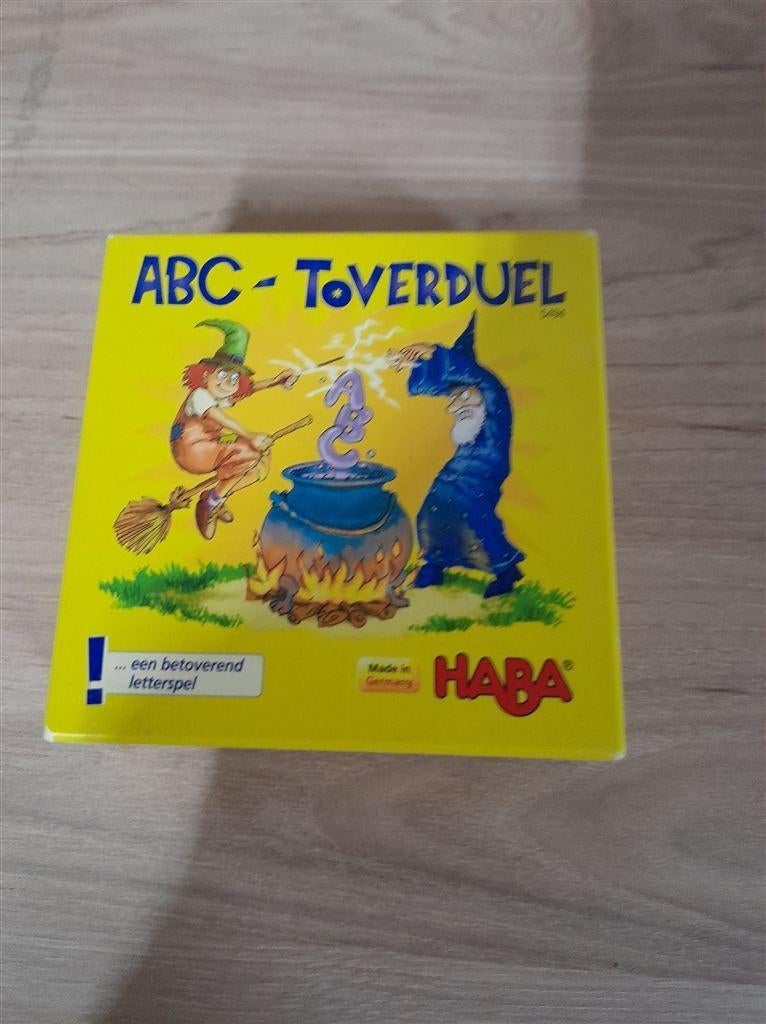 ABC - TOVERDUEL
ABC
... een betoverend
letterspel
!
Made in
Germany
HABA®